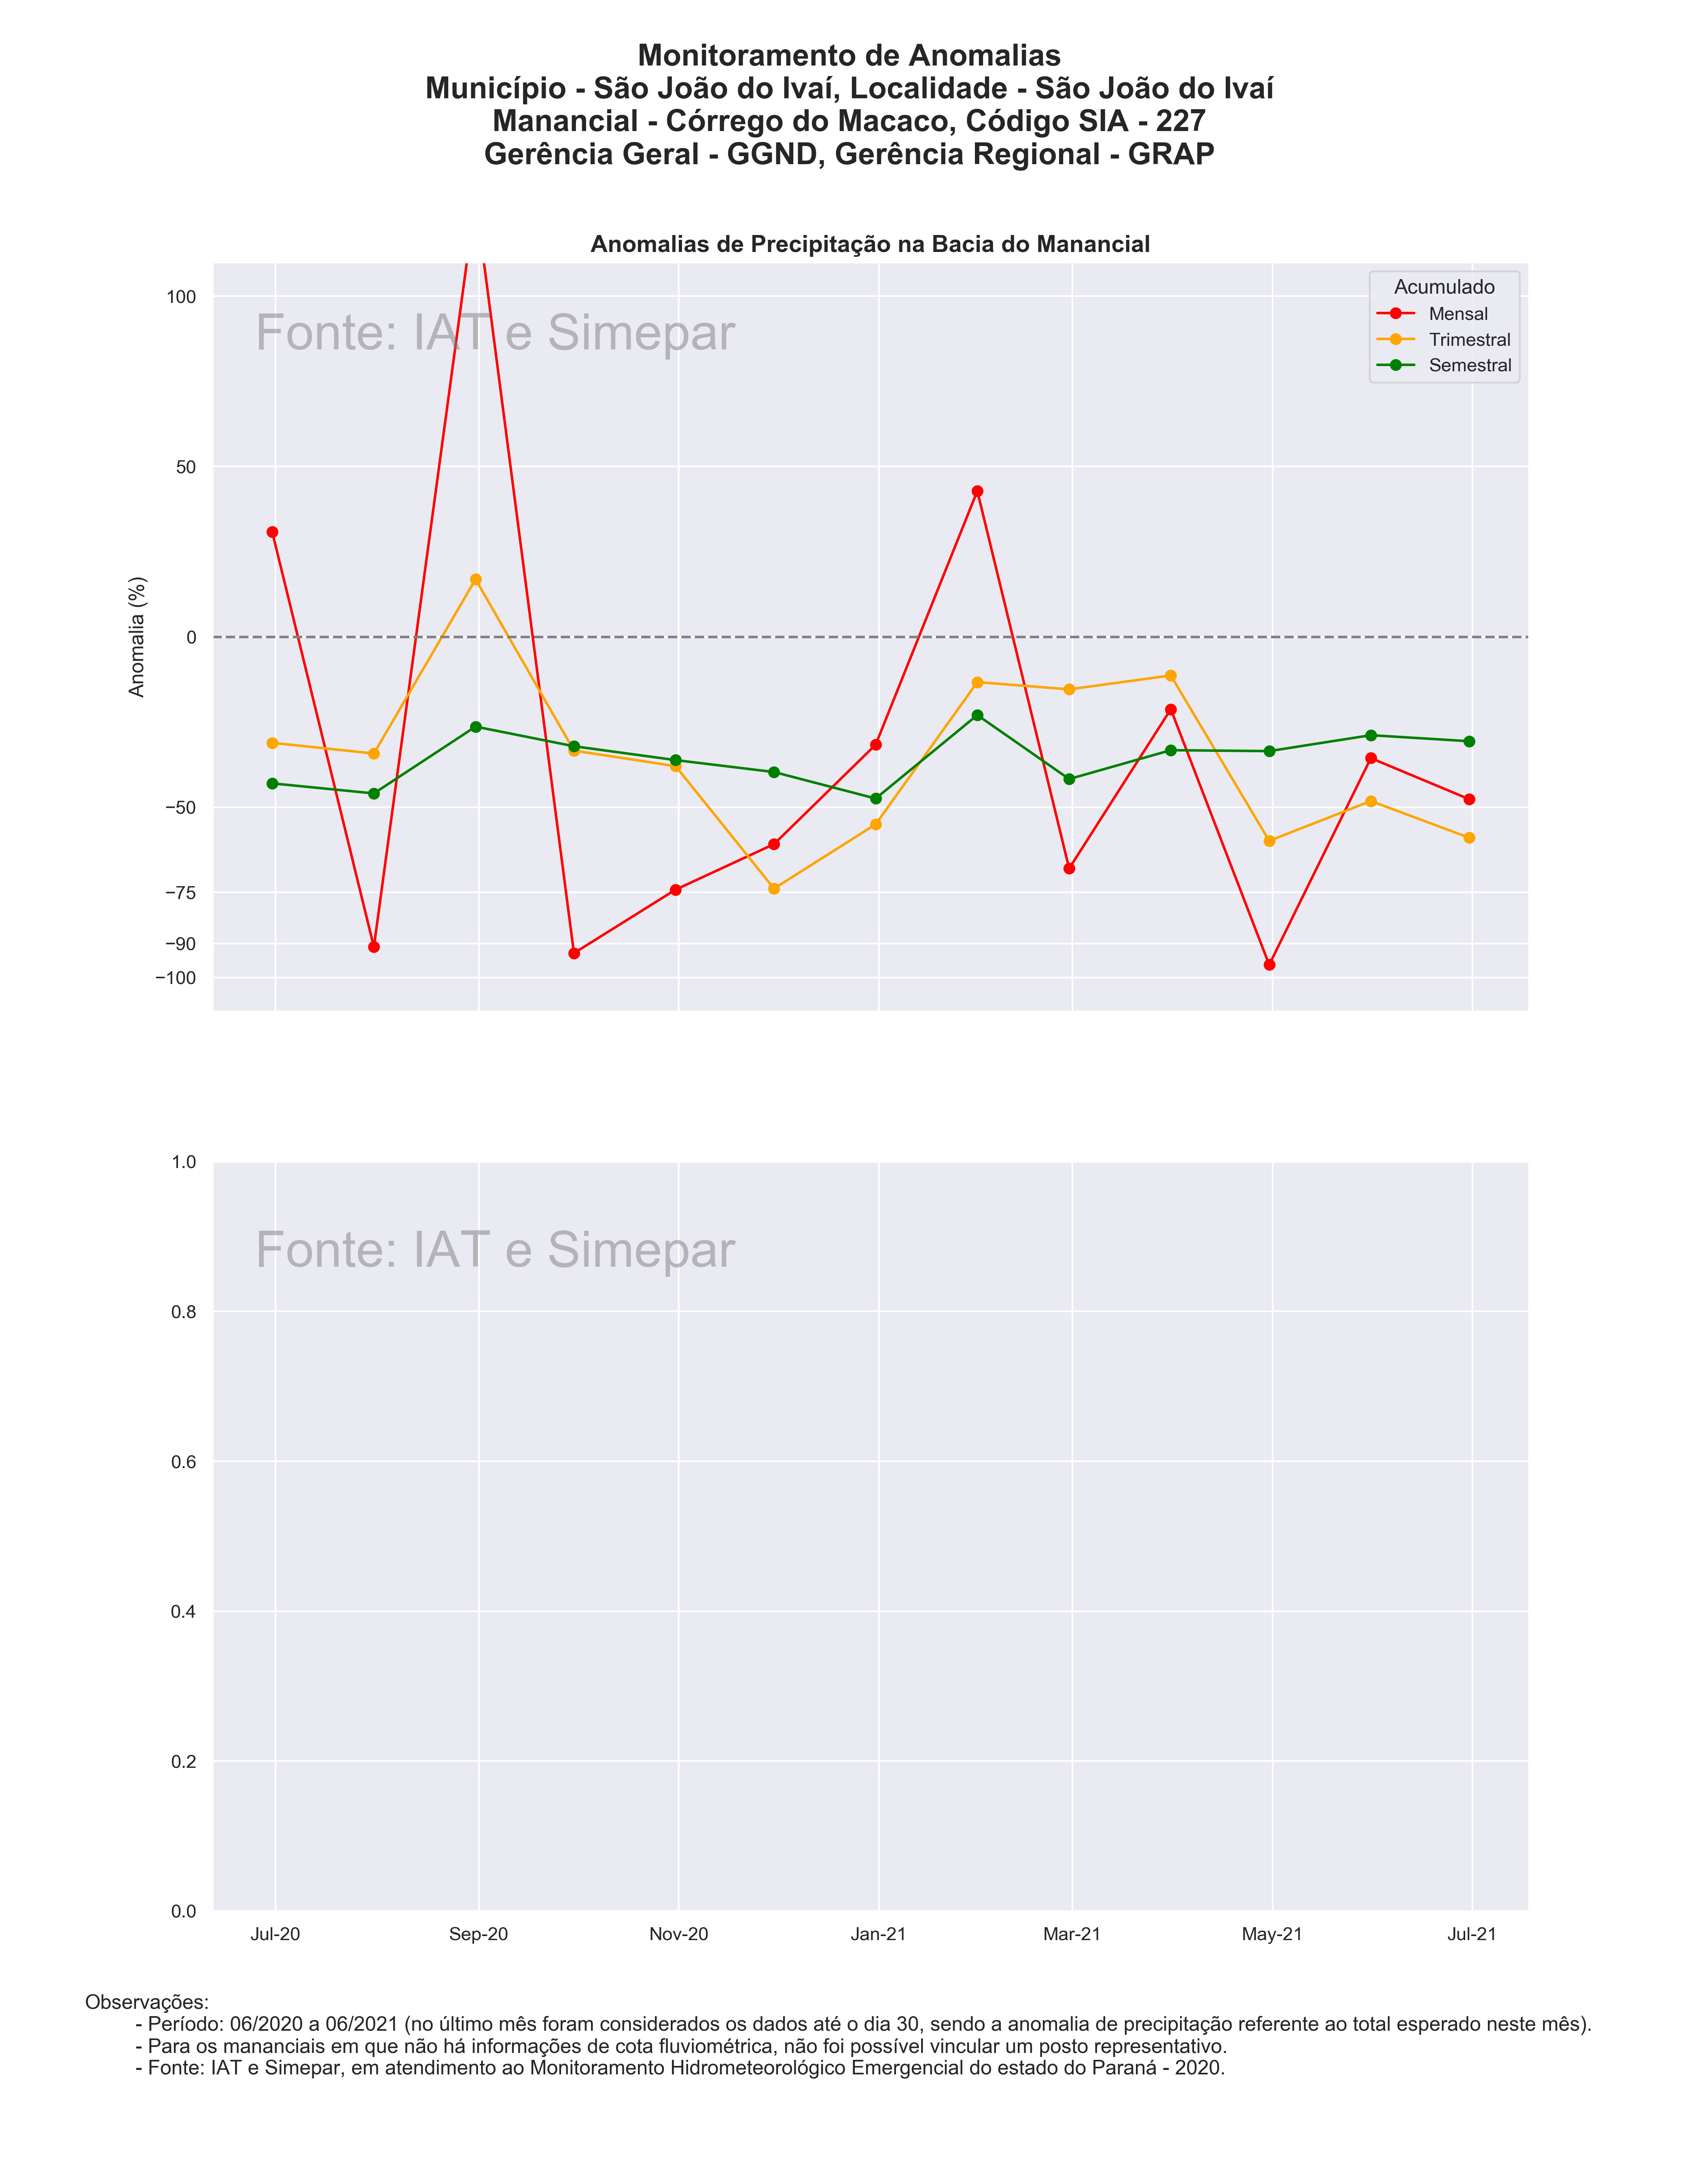 Monitoramento de Anomalias
Município - São João do Ivaí, Localidade - São João do Ivaí
Manancial - Córrego do Macaco, Código SIA - 227
Gerência Geral - GGND, Gerência Regional - GRAP
Anomalias de Precipitação na Bacia do Manancial
Fonte: IAT e Simepar
Acumulado
Mensal
Trimestral
Semestral
Anomalia (%)
100
50
0
−50
−75
−90
−100
Fonte: IAT e Simepar
1.0
0.8
0.6
0.4
0.2
0.0
Jul-20 Sep-20 Nov-20 Jan-21 Mar-21 May-21 Jul-21
Observações:
- Período: 06/2020 a 06/2021 (no último mês foram considerados os dados até o dia 30, sendo a anomalia de precipitação referente ao total esperado neste mês).
- Para os mananciais em que não há informações de cota fluviométrica, não foi possível vincular um posto representativo.
- Fonte: IAT e Simepar, em atendimento ao Monitoramento Hidrometeorológico Emergencial do estado do Paraná - 2020.